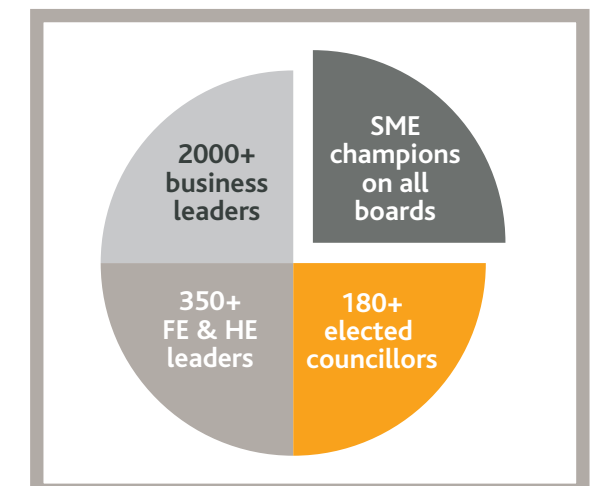 2000+
business
leaders
SME
champions
on all
boards
350+
FE & HE
leaders
180+
elected
councillors